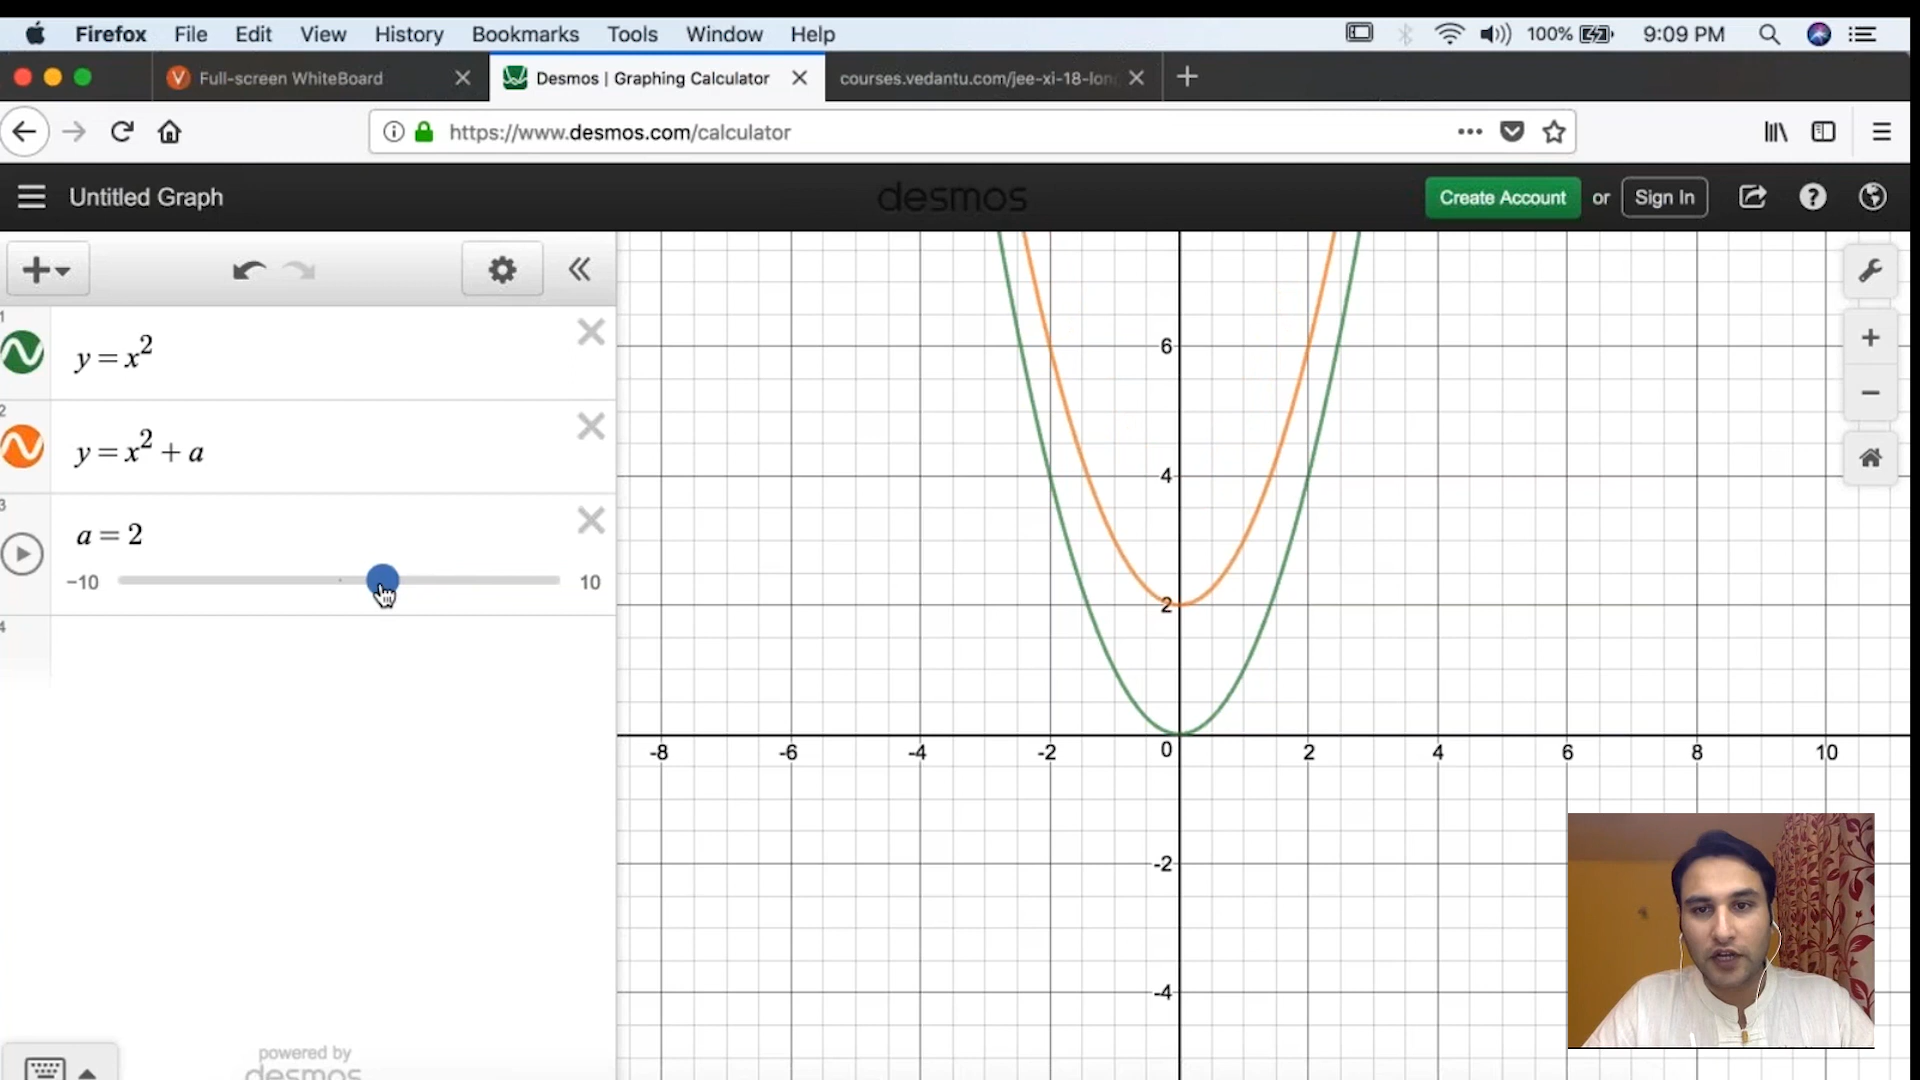 Firefox File Edit View History Bookmarks Tools Window Help 100% 9:09 PM
Full-screen WhiteBoard Desmos | Graphing Calculator courses.vedantu.com/jee-xi-18-lon
https://www.desmos.com/calculator
Untitled Graph desmos Create Account or Sign In
1
y = x²
2
y = x² + a
3
a = 2
-10 10
4
6
4
2
-8 -6 -4 -2 0 2 4 6 8 10
-2
-4
powered by
desmos